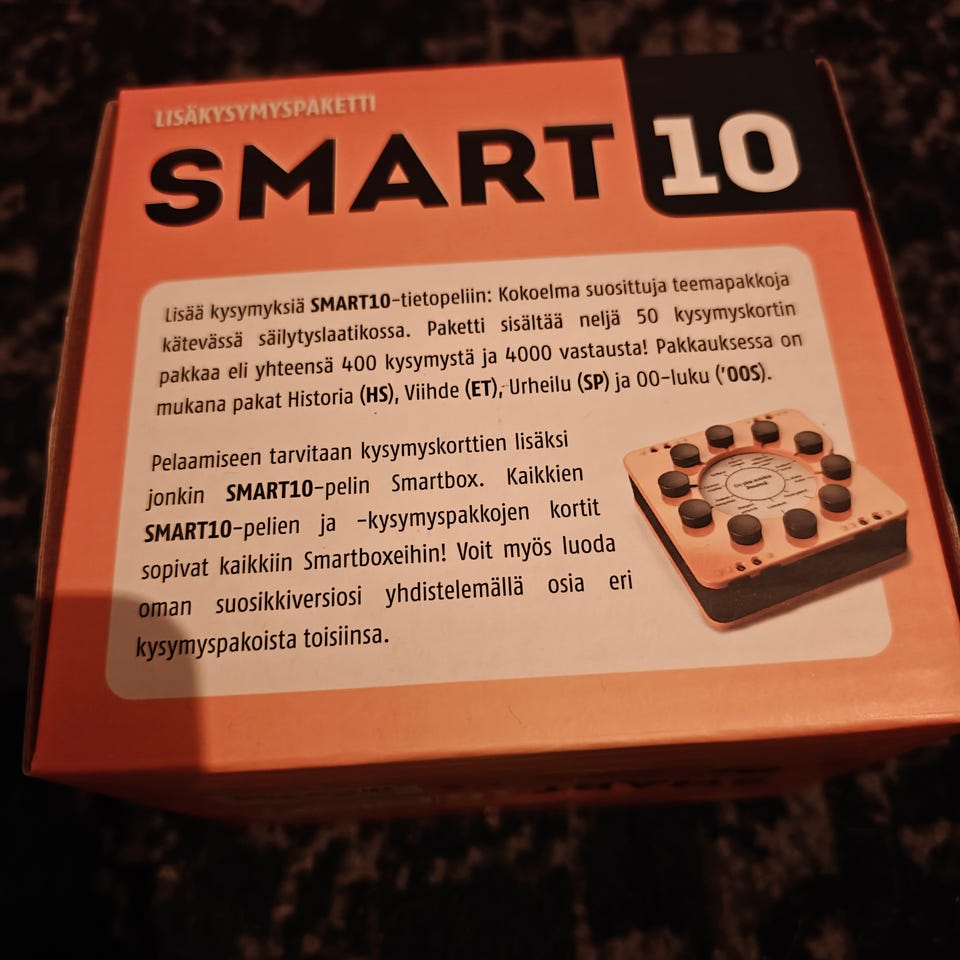 LISÄKYSYMYSPAKETTI
SMART 10
Lisää kysymyksiä SMART10-tietopeliin: Kokoelma suosittuja teemapakkoja
kätevässä säilytyslaatikossa. Paketti sisältää neljä 50 kysymyskortin
pakkaa eli yhteensä 400 kysymystä ja 4000 vastausta! Pakkauksessa on
mukana pakat Historia (HS), Viihde (ET), Urheilu (SP) ja 00-luku ('00S).
Pelaamiseen tarvitaan kysymyskorttien lisäksi
jonkin SMART10-pelin Smartbox. Kaikkien
SMART10-pelien ja -kysymyspakkojen kortit
sopivat kaikkiin Smartboxeihin! Voit myös luoda
oman suosikkiversiosi yhdistelemällä osia eri
kysymyspakoista toisiinsa.